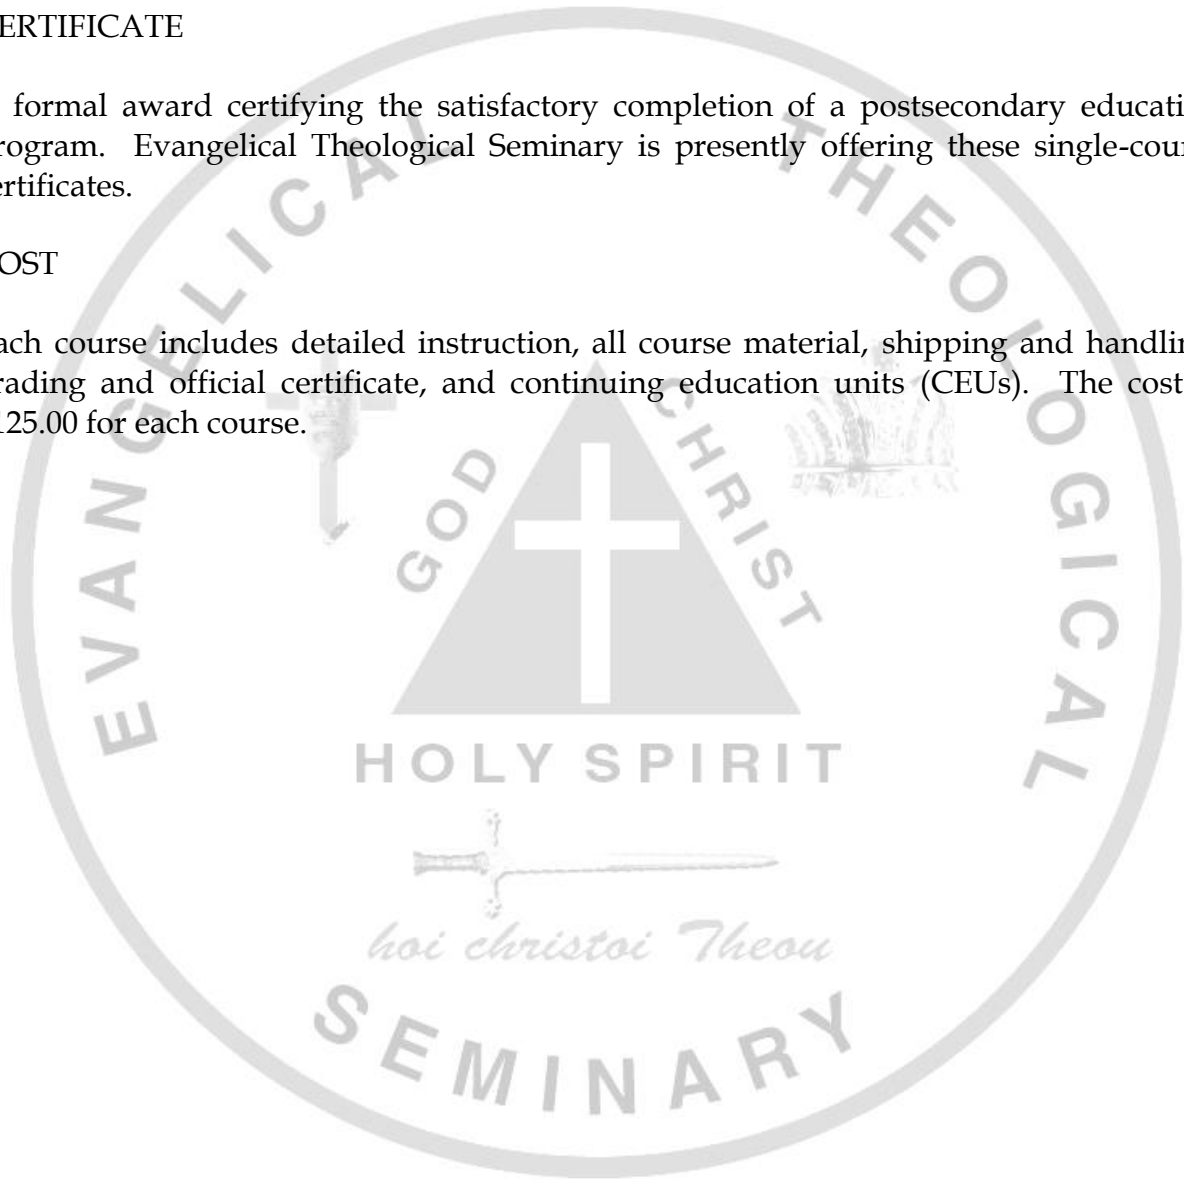 ERTIFICATE
formal award certifying the satisfactory completion of a postsecondary educati
rogram. Evangelical Theological Seminary is presently offering these single-cour
ertificates.
OST
ach course includes detailed instruction, all course material, shipping and handlin
rading and official certificate, and continuing education units (CEUs). The cost
125.00 for each course.
EVANGELICAL THEOLOGICAL
GOD
CHRIST
HOLY SPIRIT
hoi christoi Theou
SEMINARY